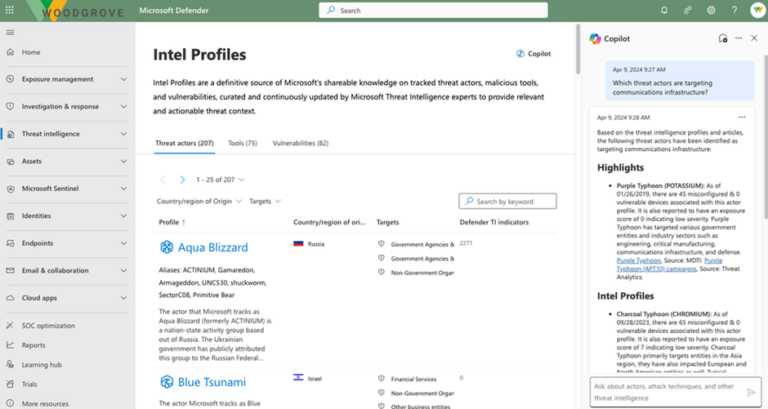 WOODGROVE
Microsoft Defender
Search
Home
Exposure management
Investigation & response
Threat intelligence
Assets
Microsoft Sentinel
Identities
Endpoints
Email & collaboration
Cloud apps
SOC optimization
Reports
Learning hub
Trials
More resources
Intel Profiles
Copilot
Intel Profiles are a definitive source of Microsoft's shareable knowledge on tracked threat actors, malicious tools,
and vulnerabilities, curated and continuously updated by Microsoft Threat Intelligence experts to provide relevant
and actionable threat context.
Threat actors (207) Tools (75) Vulnerabilities (82)
1 - 25 of 207
Country/region of Origin Targets Search by keyword
Profile ↑ Country/region of ori... Targets Defender TI indicators
Aqua Blizzard Russia Government Agencies & 2271
Government Agencies &
Non-Government Organ
Aliases: ACTINIUM, Gamaredon,
Armageddon, UNC530, shuckworm,
SectorC08, Primitive Bear
The actor that Microsoft tracks as
Aqua Blizzard (formerly ACTINIUM) is
a nation-state activity group based
out of Russia. The Ukrainian
government has publicly attributed
this group to the Russian Federal...
Blue Tsunami Israel Financial Services 0
Non-Government Organ
Other business entities
The actor Microsoft tracks as Blue
Copilot
Apr 9, 2024 9:27 AM
Which threat actors are targeting
communications infrastructure?
Apr 9, 2024 9:28 AM
Based on the threat intelligence profiles and articles,
the following threat actors have been identified as
targeting communications infrastructure:
Highlights
• Purple Typhoon (POTASSIUM): As of
01/26/2019, there are 45 misconfigured & 0
vulnerable devices associated with this actor
profile. It is also reported to have an exposure
score of 0 indicating low severity. Purple
Typhoon has targeted various government
entities and industry sectors such as
engineering, critical manufacturing,
communications infrastructure, and defense.
Purple Typhoon, Source: MDTI. Purple
Typhoon (APT10) campaigns, Source: Threat
Analytics.
Intel Profiles
• Charcoal Typhoon (CHROMIUM): As of
09/28/2023, there are 65 misconfigured & 0
vulnerable devices associated with this actor
profile. It is also reported to have an exposure
score of 7 indicating low severity. Charcoal
Typhoon primarily targets entities in the Asia
region, they have also impacted European and
North American entities as well. Typical
Ask about actors, attack techniques, and other
threat intelligence